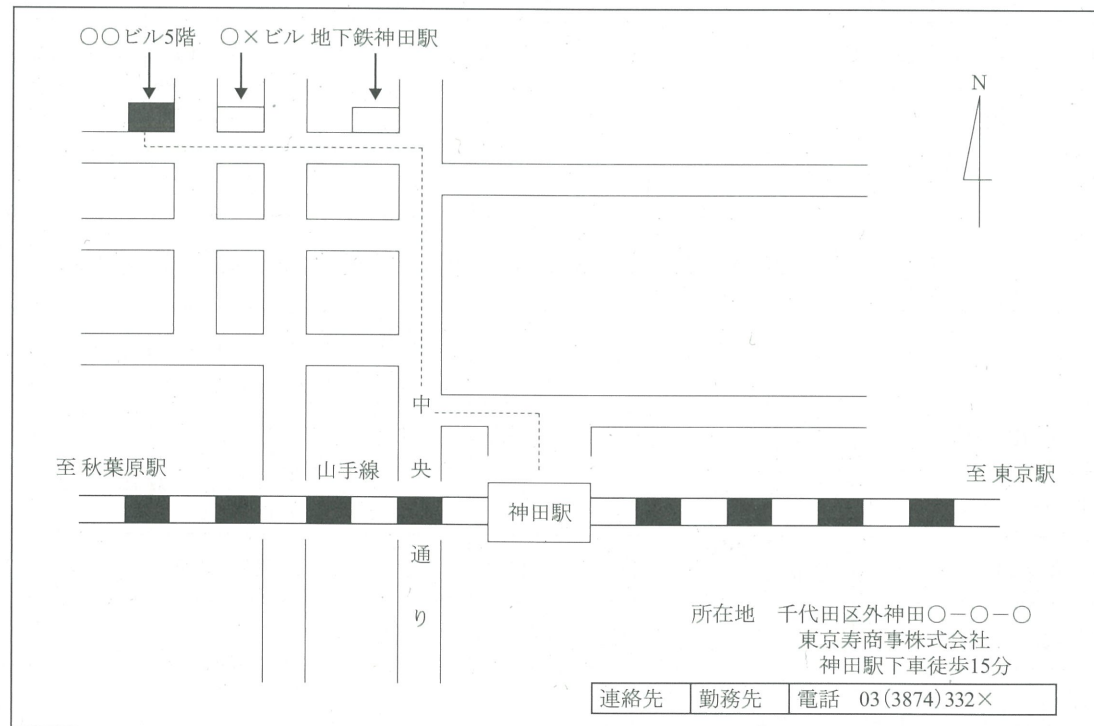 〇〇ビル5階 〇×ビル 地下鉄神田駅
N
中央通り
至 秋葉原駅
山手線
至 東京駅
神田駅
所在地 千代田区外神田〇－〇－〇
東京寿商事株式会社
神田駅下車徒歩15分
連絡先 勤務先 電話 03(3874)332×